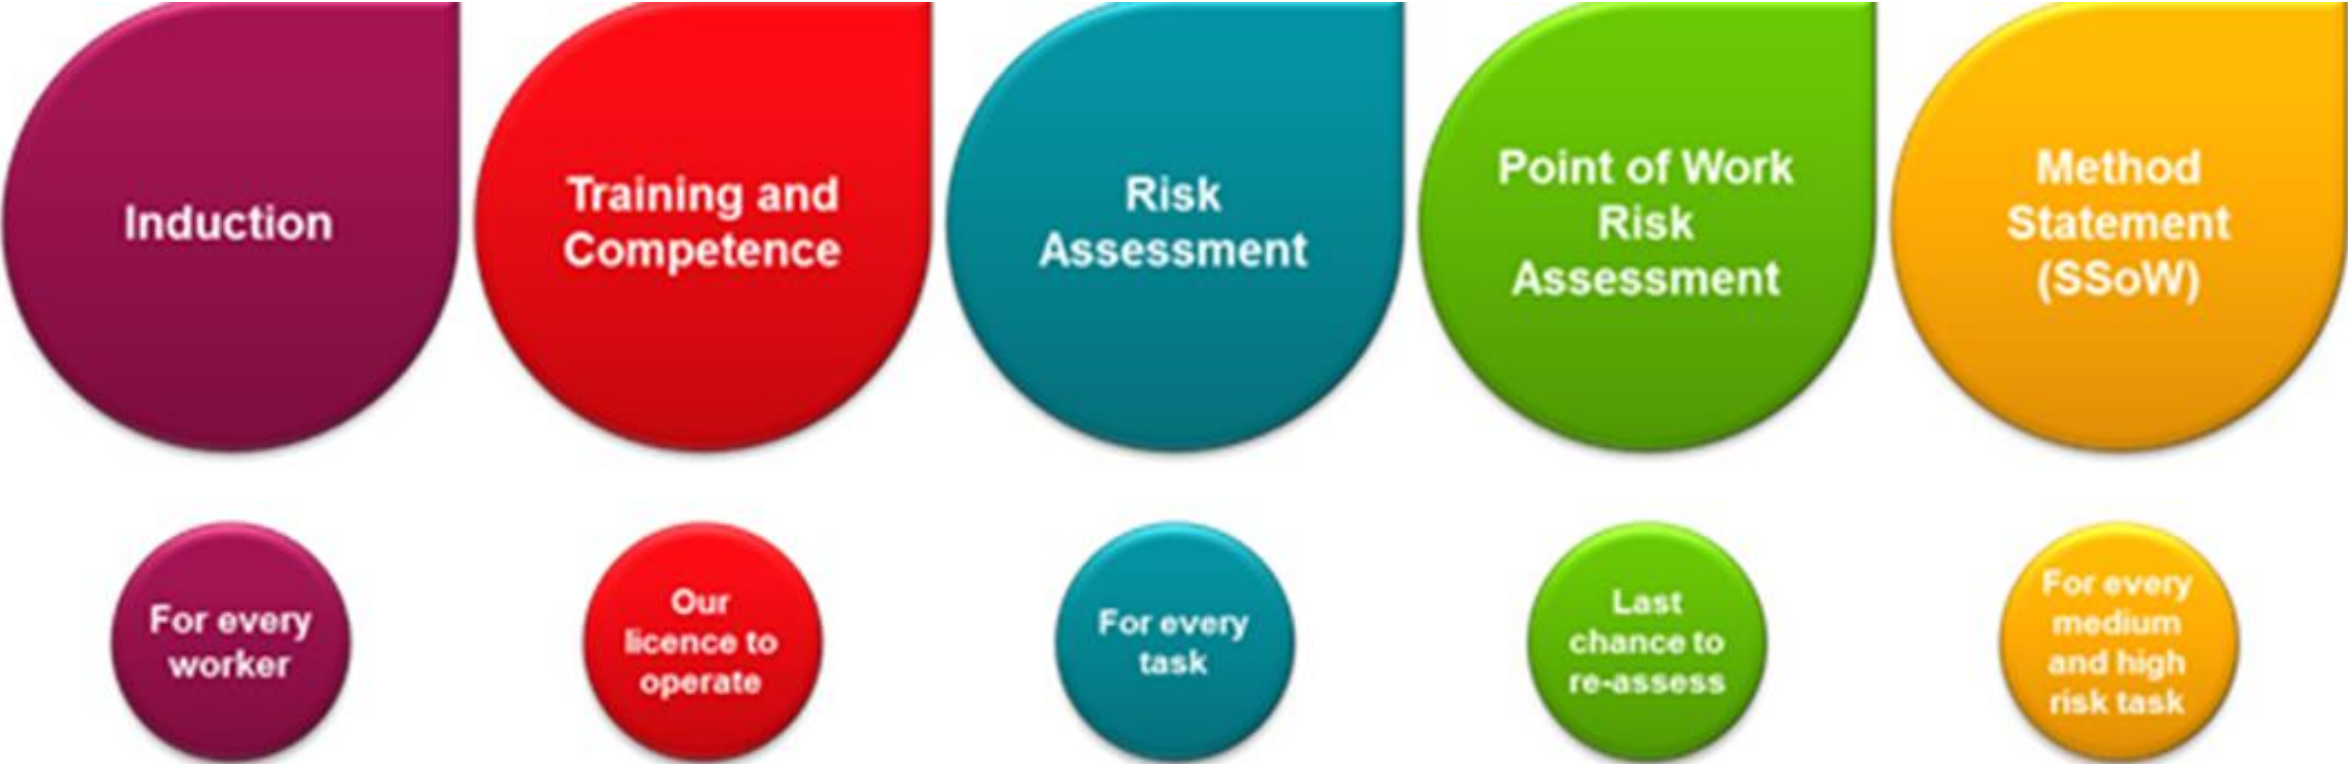 Induction
Training and
Competence
Risk
Assessment
Point of Work
Risk
Assessment
Method
Statement
(SSoW)
For every
worker
Our
licence to
operate
For every
task
Last
chance to
re-assess
For every
medium
and high
risk task